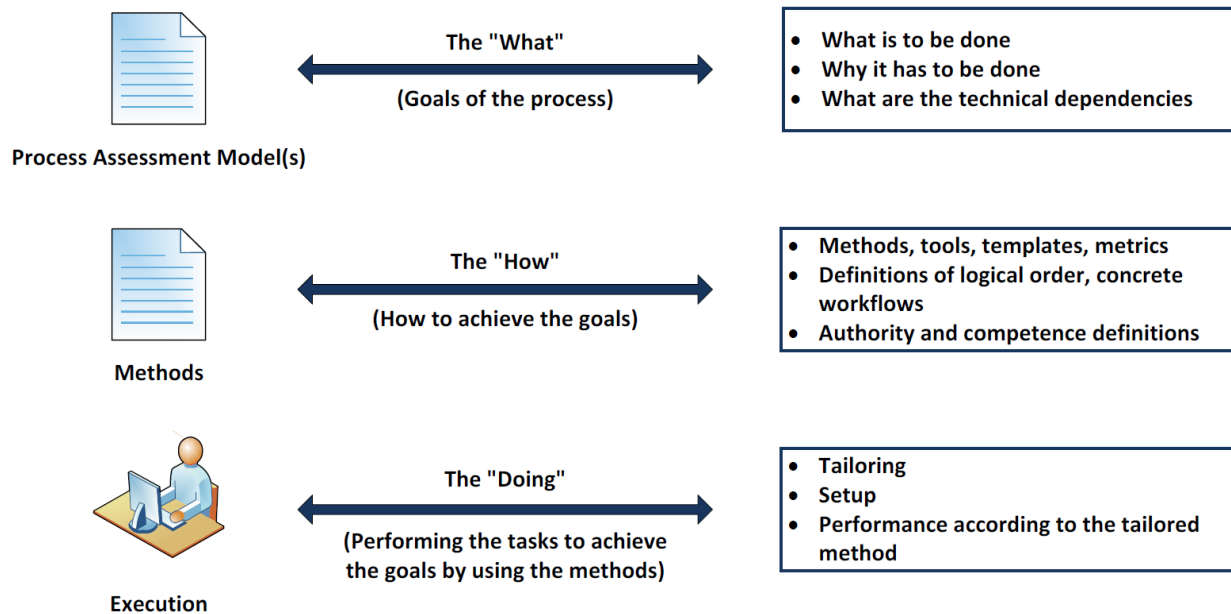 The "What"
(Goals of the process)
Process Assessment Model(s)
• What is to be done
• Why it has to be done
• What are the technical dependencies
The "How"
(How to achieve the goals)
Methods
• Methods, tools, templates, metrics
• Definitions of logical order, concrete
workflows
• Authority and competence definitions
The "Doing"
(Performing the tasks to achieve
the goals by using the methods)
Execution
• Tailoring
• Setup
• Performance according to the tailored
method